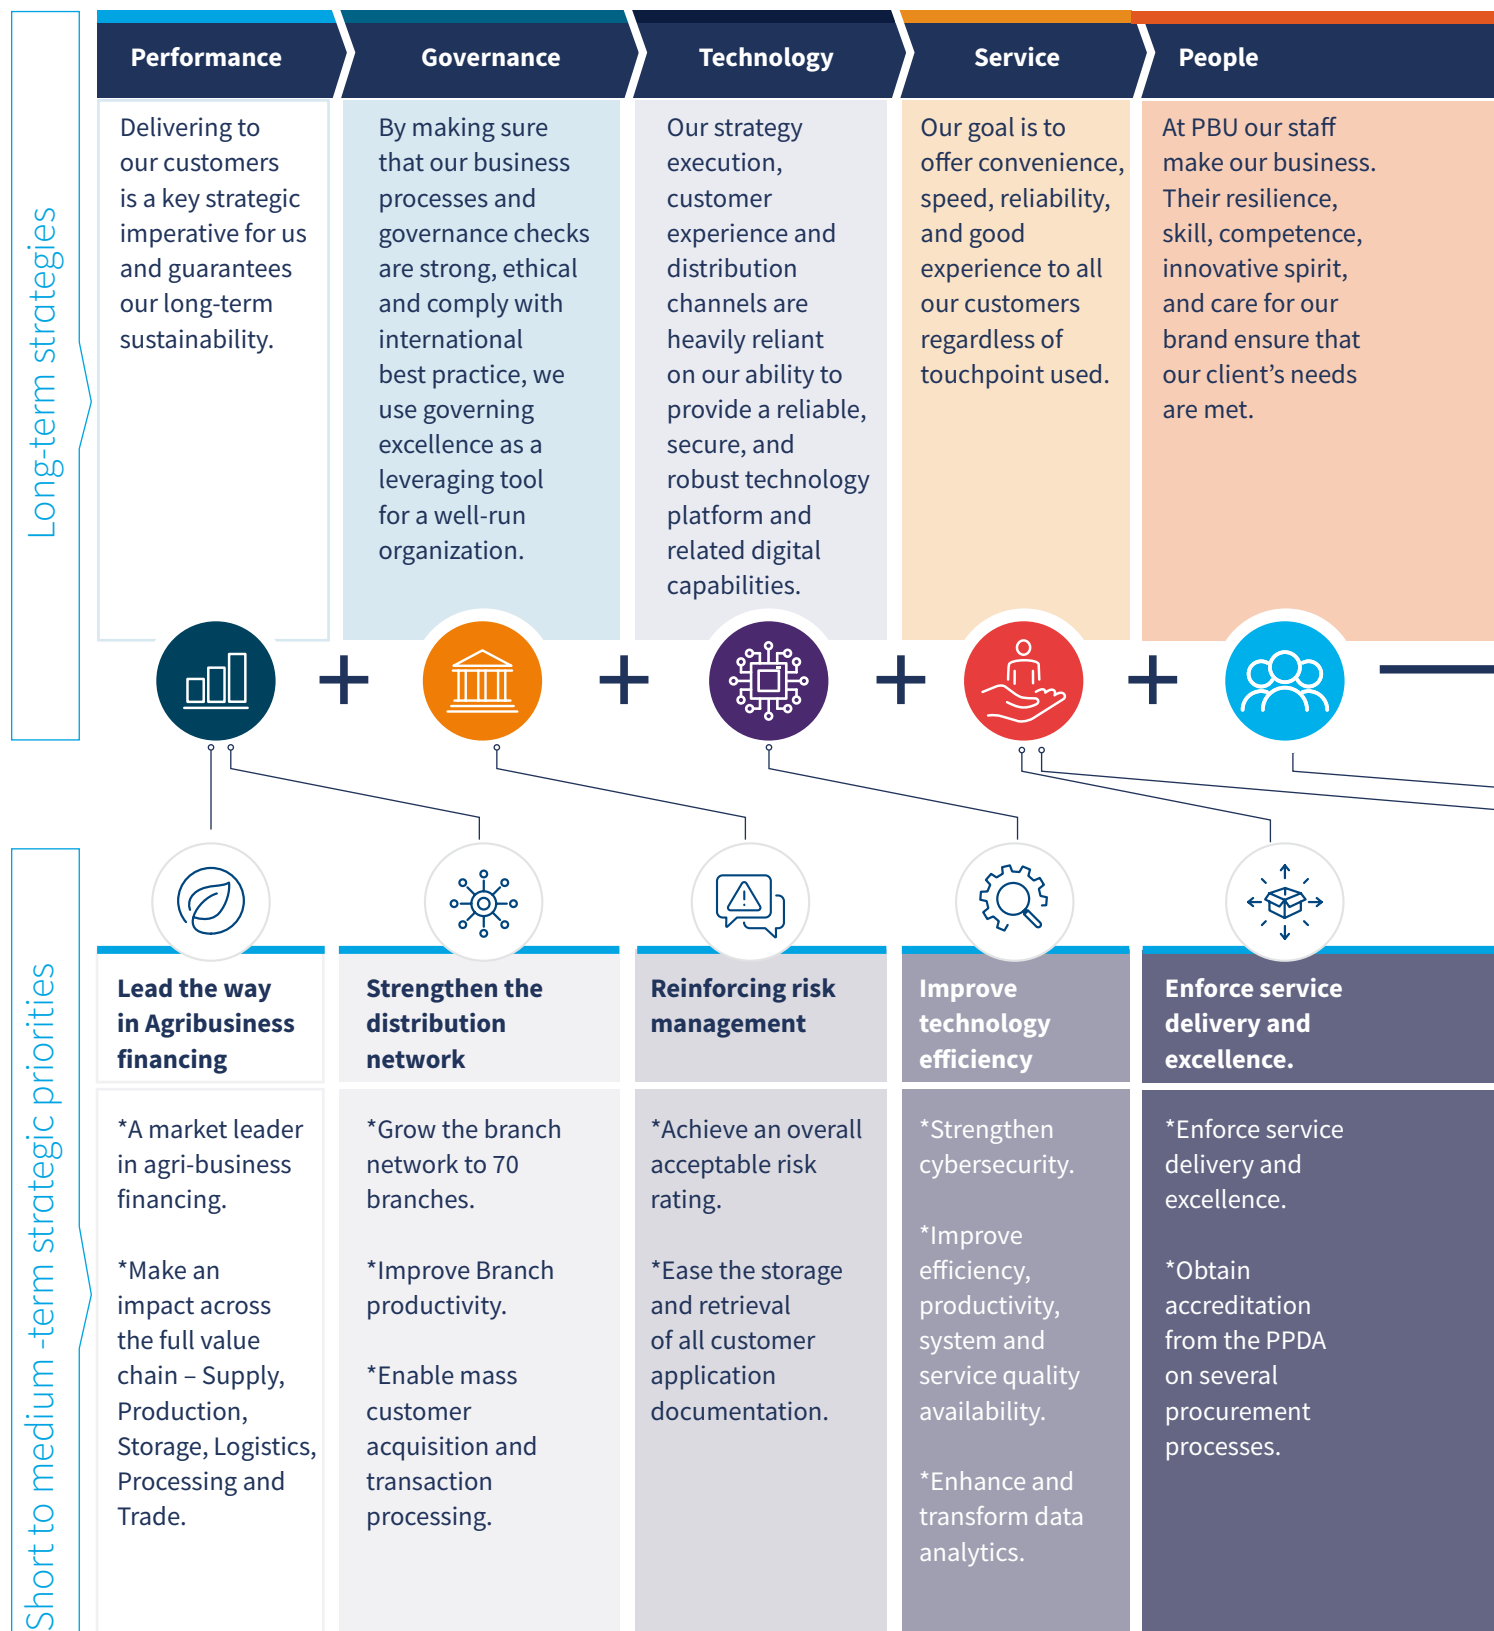 Long-term strategies
Performance
Delivering to
our customers
is a key strategic
imperative for us
and guarantees
our long-term
sustainability.
Governance
By making sure
that our business
processes and
governance checks
are strong, ethical
and comply with
international
best practice, we
use governing
excellence as a
leveraging tool
for a well-run
organization.
Technology
Our strategy
execution,
customer
experience and
distribution
channels are
heavily reliant
on our ability to
provide a reliable,
secure, and
robust technology
platform and
related digital
capabilities.
Service
Our goal is to
offer convenience,
speed, reliability,
and good
experience to all
our customers
regardless of
touchpoint used.
People
At PBU our staff
make our business.
Their resilience,
skill, competence,
innovative spirit,
and care for our
brand ensure that
our client’s needs
are met.
Short to medium -term strategic priorities
Lead the way
in Agribusiness
financing
*A market leader
in agri-business
financing.
*Make an
impact across
the full value
chain – Supply,
Production,
Storage, Logistics,
Processing and
Trade.
Strengthen the
distribution
network
*Grow the branch
network to 70
branches.
*Improve Branch
productivity.
*Enable mass
customer
acquisition and
transaction
processing.
Reinforcing risk
management
*Achieve an overall
acceptable risk
rating.
*Ease the storage
and retrieval
of all customer
application
documentation.
Improve
technology
efficiency
*Strengthen
cybersecurity.
*Improve
efficiency,
productivity,
system and
service quality
availability.
*Enhance and
transform data
analytics.
Enforce service
delivery and
excellence.
*Enforce service
delivery and
excellence.
*Obtain
accreditation
from the PPDA
on several
procurement
processes.